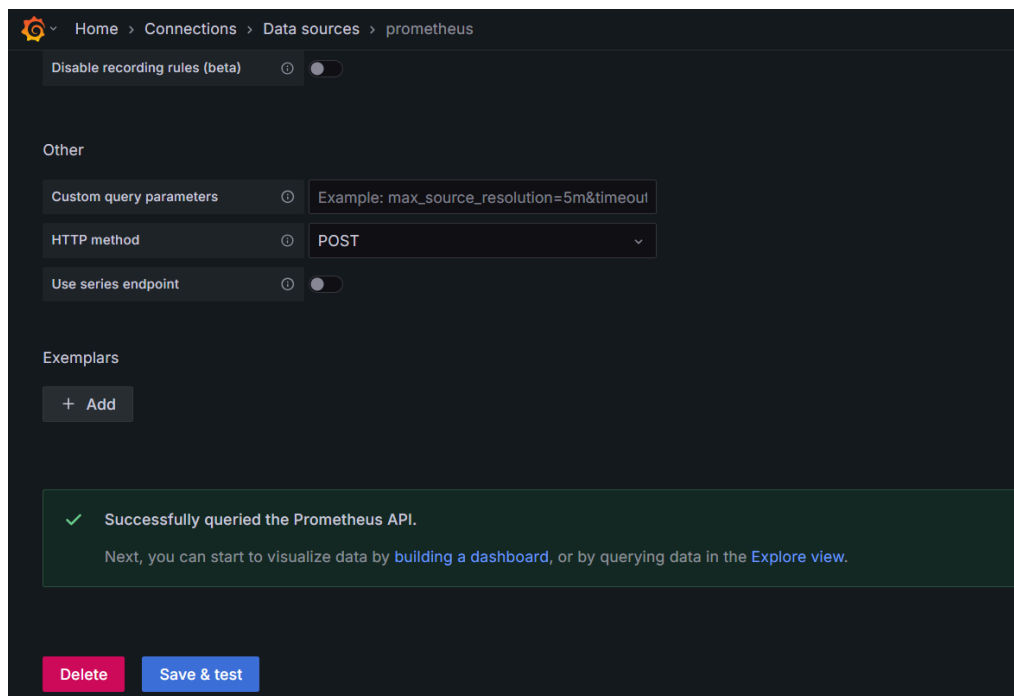 Home › Connections › Data sources › prometheus
Disable recording rules (beta)
Other
Custom query parameters Example: max_source_resolution=5m&timeout
HTTP method POST
Use series endpoint
Exemplars
+ Add
Successfully queried the Prometheus API.
Next, you can start to visualize data by building a dashboard, or by querying data in the Explore view.
Delete Save & test